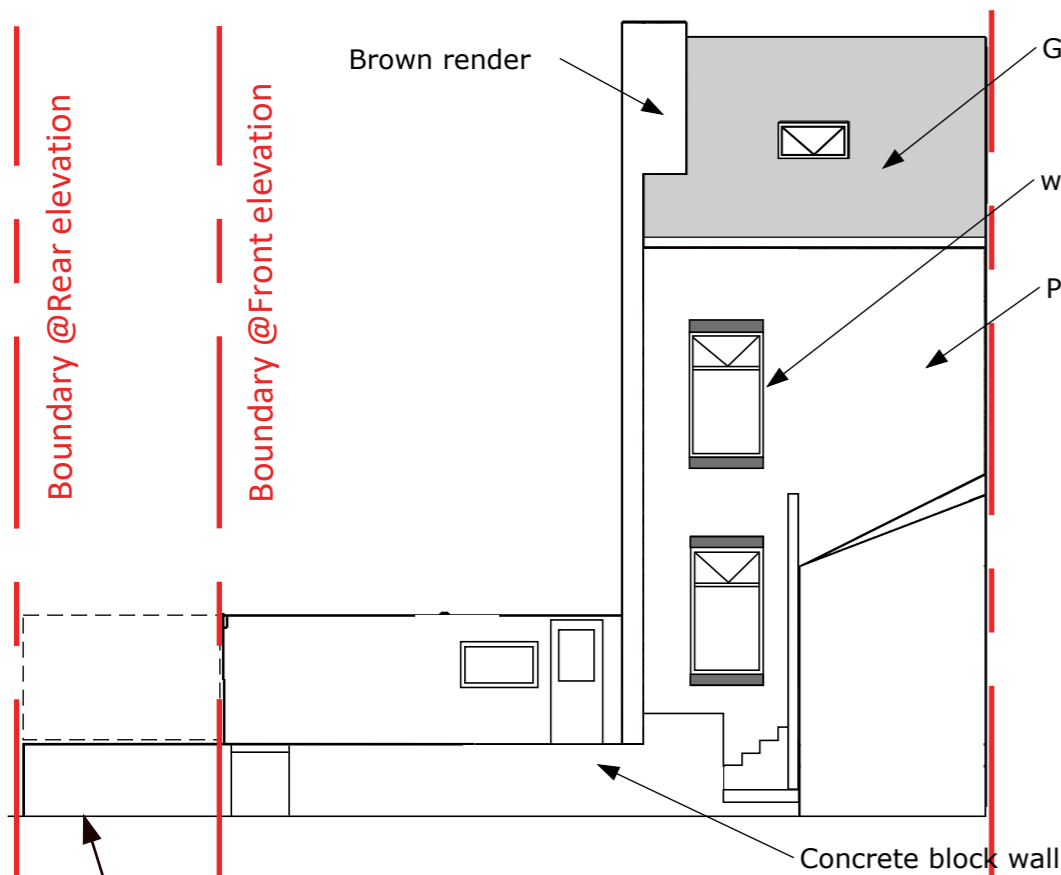 Brown render
G
w
P
Boundary @Rear elevation
Boundary @Front elevation
Concrete block wall